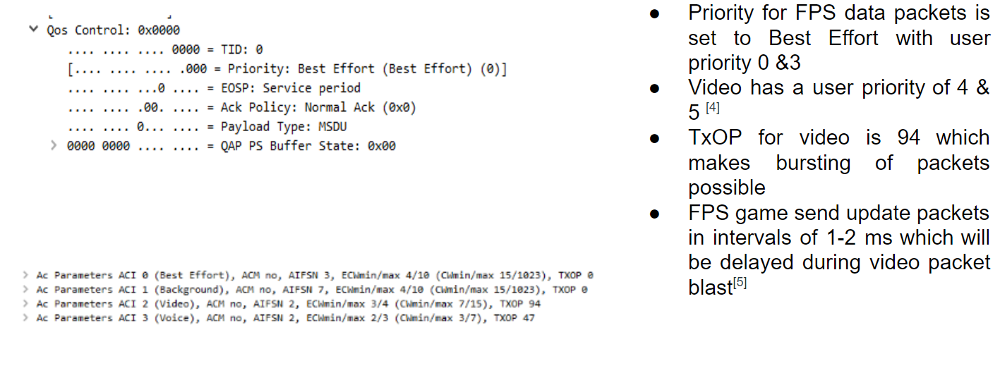 Qos Control: 0x0000
.... .... .... 0000 = TID: 0
[.... .... .... .000 = Priority: Best Effort (Best Effort) (0)]
.... .... ...0 .... = EOSP: Service period
.... .... .00. .... = Ack Policy: Normal Ack (0x0)
.... .... 0... .... = Payload Type: MSDU
0000 0000 .... .... = QAP PS Buffer State: 0x00
Ac Parameters ACI 0 (Best Effort), ACM no, AIFSN 3, ECWmin/max 4/10 (CWmin/max 15/1023), TXOP 0
Ac Parameters ACI 1 (Background), ACM no, AIFSN 7, ECWmin/max 4/10 (CWmin/max 15/1023), TXOP 0
Ac Parameters ACI 2 (Video), ACM no, AIFSN 2, ECWmin/max 3/4 (CWmin/max 7/15), TXOP 94
Ac Parameters ACI 3 (Voice), ACM no, AIFSN 2, ECWmin/max 2/3 (CWmin/max 3/7), TXOP 47
● Priority for FPS data packets is
set to Best Effort with user
priority 0 &3
● Video has a user priority of 4 &
5 [4]
● TxOP for video is 94 which
makes bursting of packets
possible
● FPS game send update packets
in intervals of 1-2 ms which will
be delayed during video packet
blast[5]